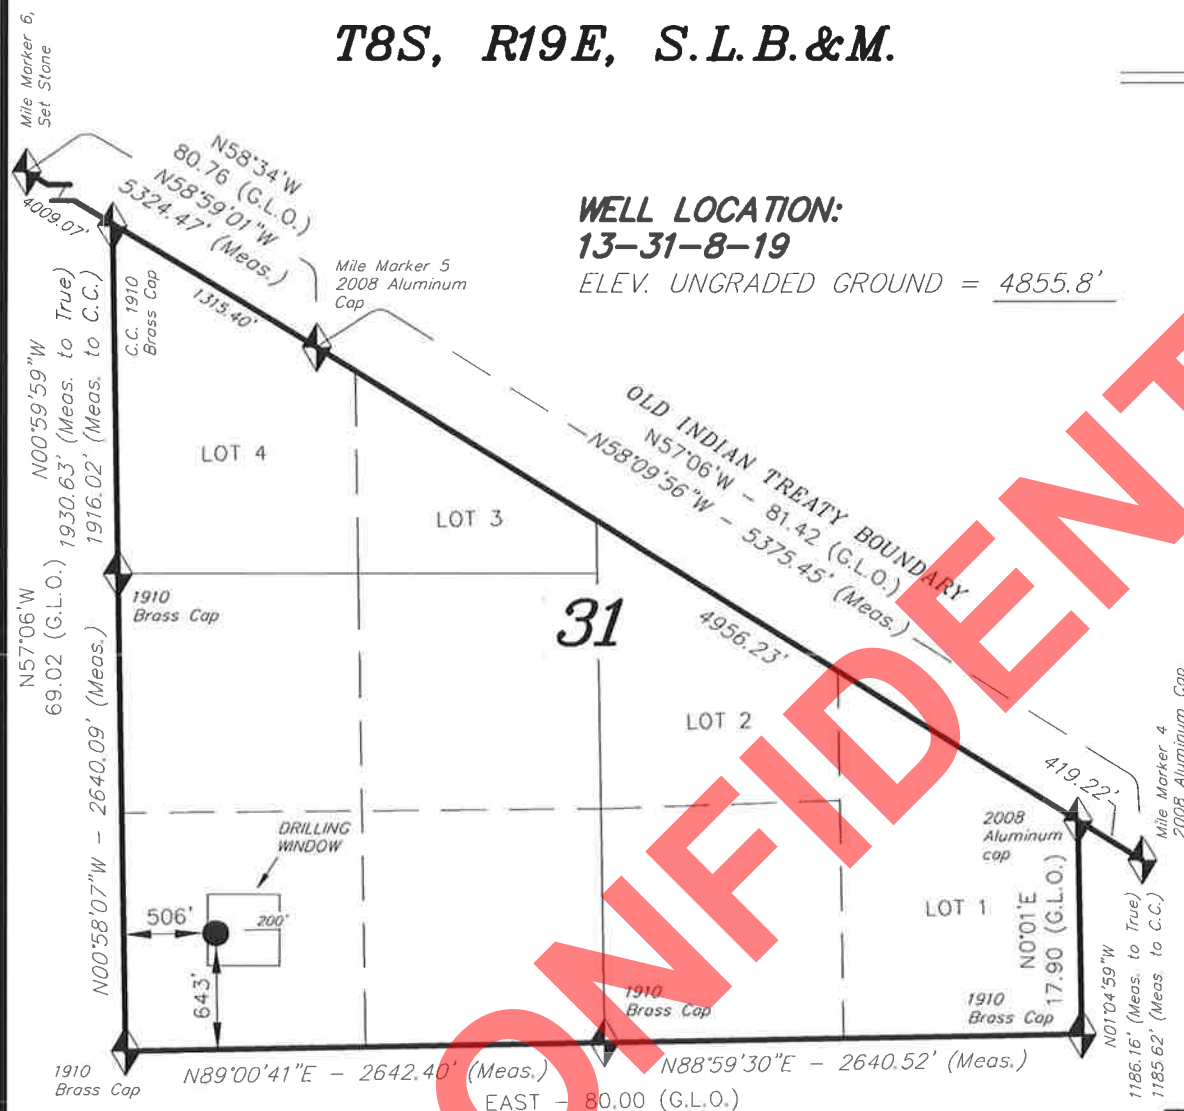 T8S, R19E, S.L.B.&M.
Mile Marker 6,
Set Stone
N58°34'W
80.76 (G.L.O.)
N58°59'01"W
5324.47' (Meas.)
4009.07'
1315.40'
WELL LOCATION:
13-31-8-19
ELEV. UNGRADED GROUND = 4855.8'
Mile Marker 5
2008 Aluminum
Cap
C.C. 1910
Brass Cap
N00°59'59"W
1930.63' (Meas. to True)
1916.02' (Meas. to C.C.)
OLD INDIAN TREATY BOUNDARY
N57°06'W - 81.42 (G.L.O.)
N58°09'56"W - 5375.45' (Meas.)
4956.23'
LOT 4
LOT 3
31
1910
Brass Cap
N57°06'W
69.02 (G.L.O.)
N00°58'07"W - 2640.09' (Meas.)
LOT 2
419.22'
Mile Marker 4
2008 Aluminum Cap
2008
Aluminum
cap
DRILLING
WINDOW
506'
200'
643'
LOT 1
N0°01'E
17.90 (G.L.O.)
N01°04'59"W
1186.16' (Meas. to True)
1185.62' (Meas. to C.C.)
1910
Brass Cap
1910
Brass Cap
1910
Brass Cap
N89°00'41"E - 2642.40' (Meas.)
N88°59'30"E - 2640.52' (Meas.)
EAST - 80.00 (G.L.O.)
ONFIDENT